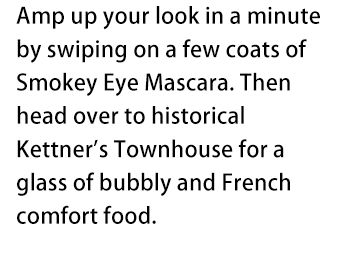 Amp up your look in a minute
by swiping on a few coats of
Smokey Eye Mascara. Then
head over to historical
Kettner’s Townhouse for a
glass of bubbly and French
comfort food.